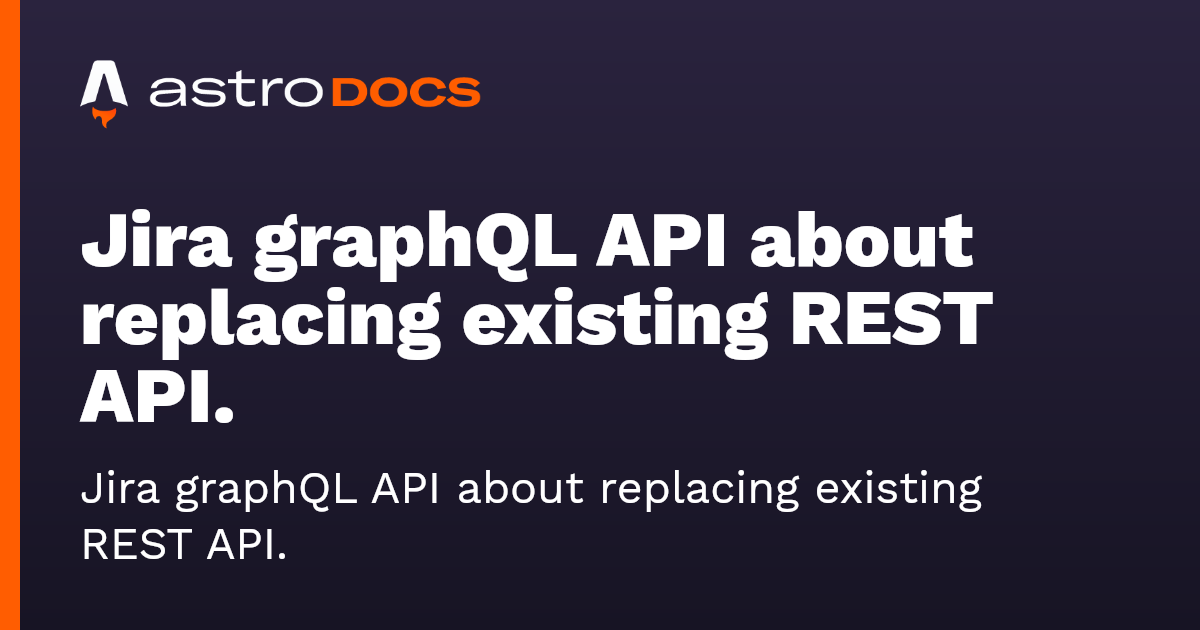 astro DOCS
Jira graphQL API about
replacing existing REST
API.
Jira graphQL API about replacing existing
REST API.